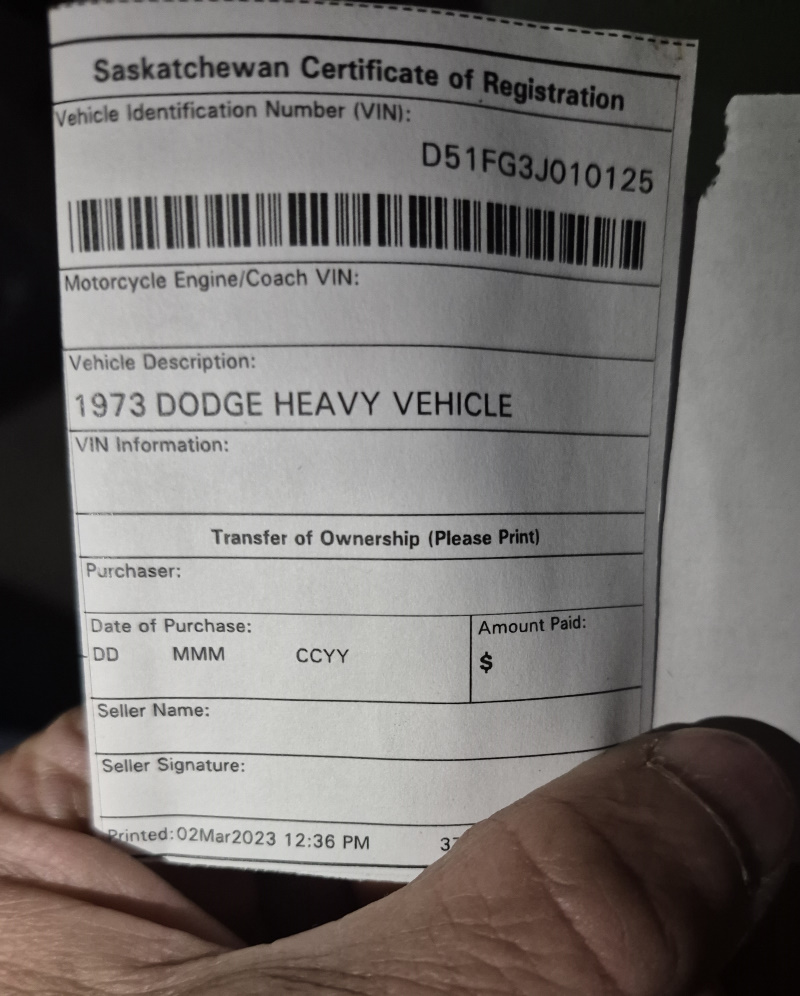 Saskatchewan Certificate of Registration
Vehicle Identification Number (VIN):
D51FG3J010125
Motorcycle Engine/Coach VIN:
Vehicle Description:
1973 DODGE HEAVY VEHICLE
VIN Information:
Transfer of Ownership (Please Print)
Purchaser:
Date of Purchase:
Amount Paid:
DD MMM CCYY
$
Seller Name:
Seller Signature:
Printed:02Mar2023 12:36 PM